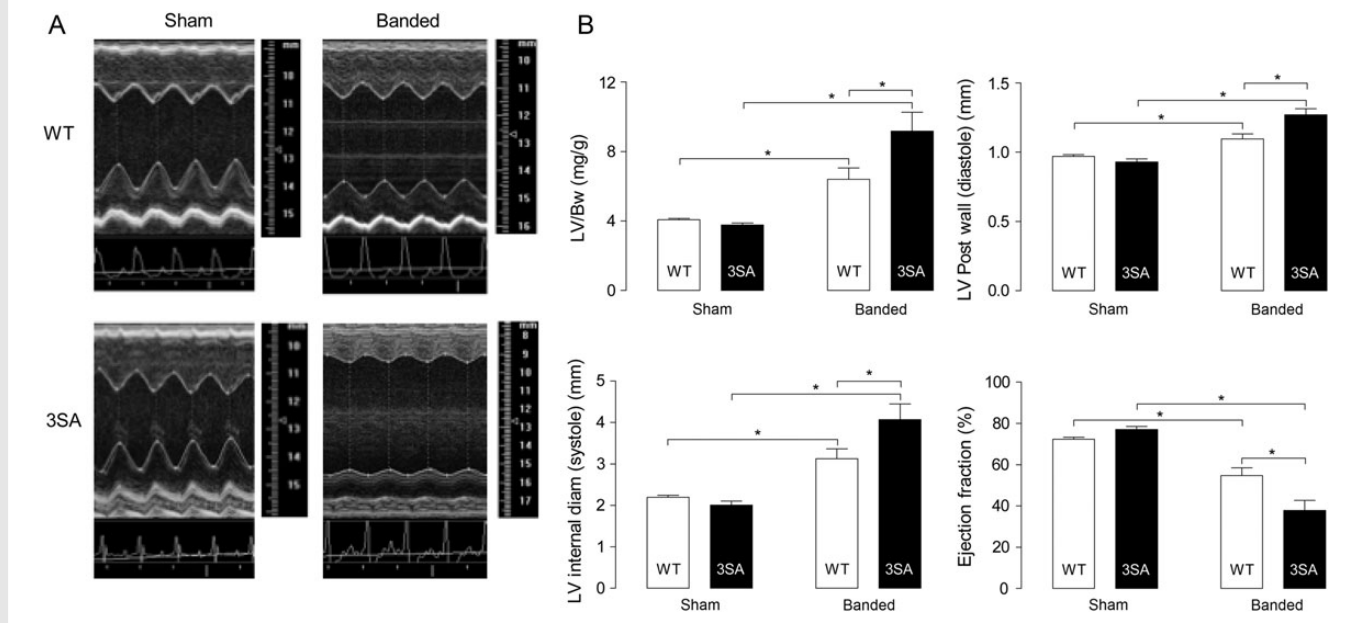 A
Sham
Banded
WT
mm
10
11
12
13
14
15
mm
10
11
12
13
14
15
16
3SA
mm
10
11
12
13
14
15
mm
8
9
10
11
12
13
14
15
16
17
B
LV/Bw (mg/g)
12
8
4
0
*
*
*
WT
3SA
WT
3SA
Sham
Banded
LV Post wall (diastole) (mm)
1.5
1.0
0.5
0.0
*
*
*
WT
3SA
WT
3SA
Sham
Banded
LV internal diam (systole) (mm)
5
4
3
2
1
0
*
*
*
WT
3SA
WT
3SA
Sham
Banded
Ejection fraction (%)
100
80
60
40
20
0
*
*
*
WT
3SA
WT
3SA
Sham
Banded